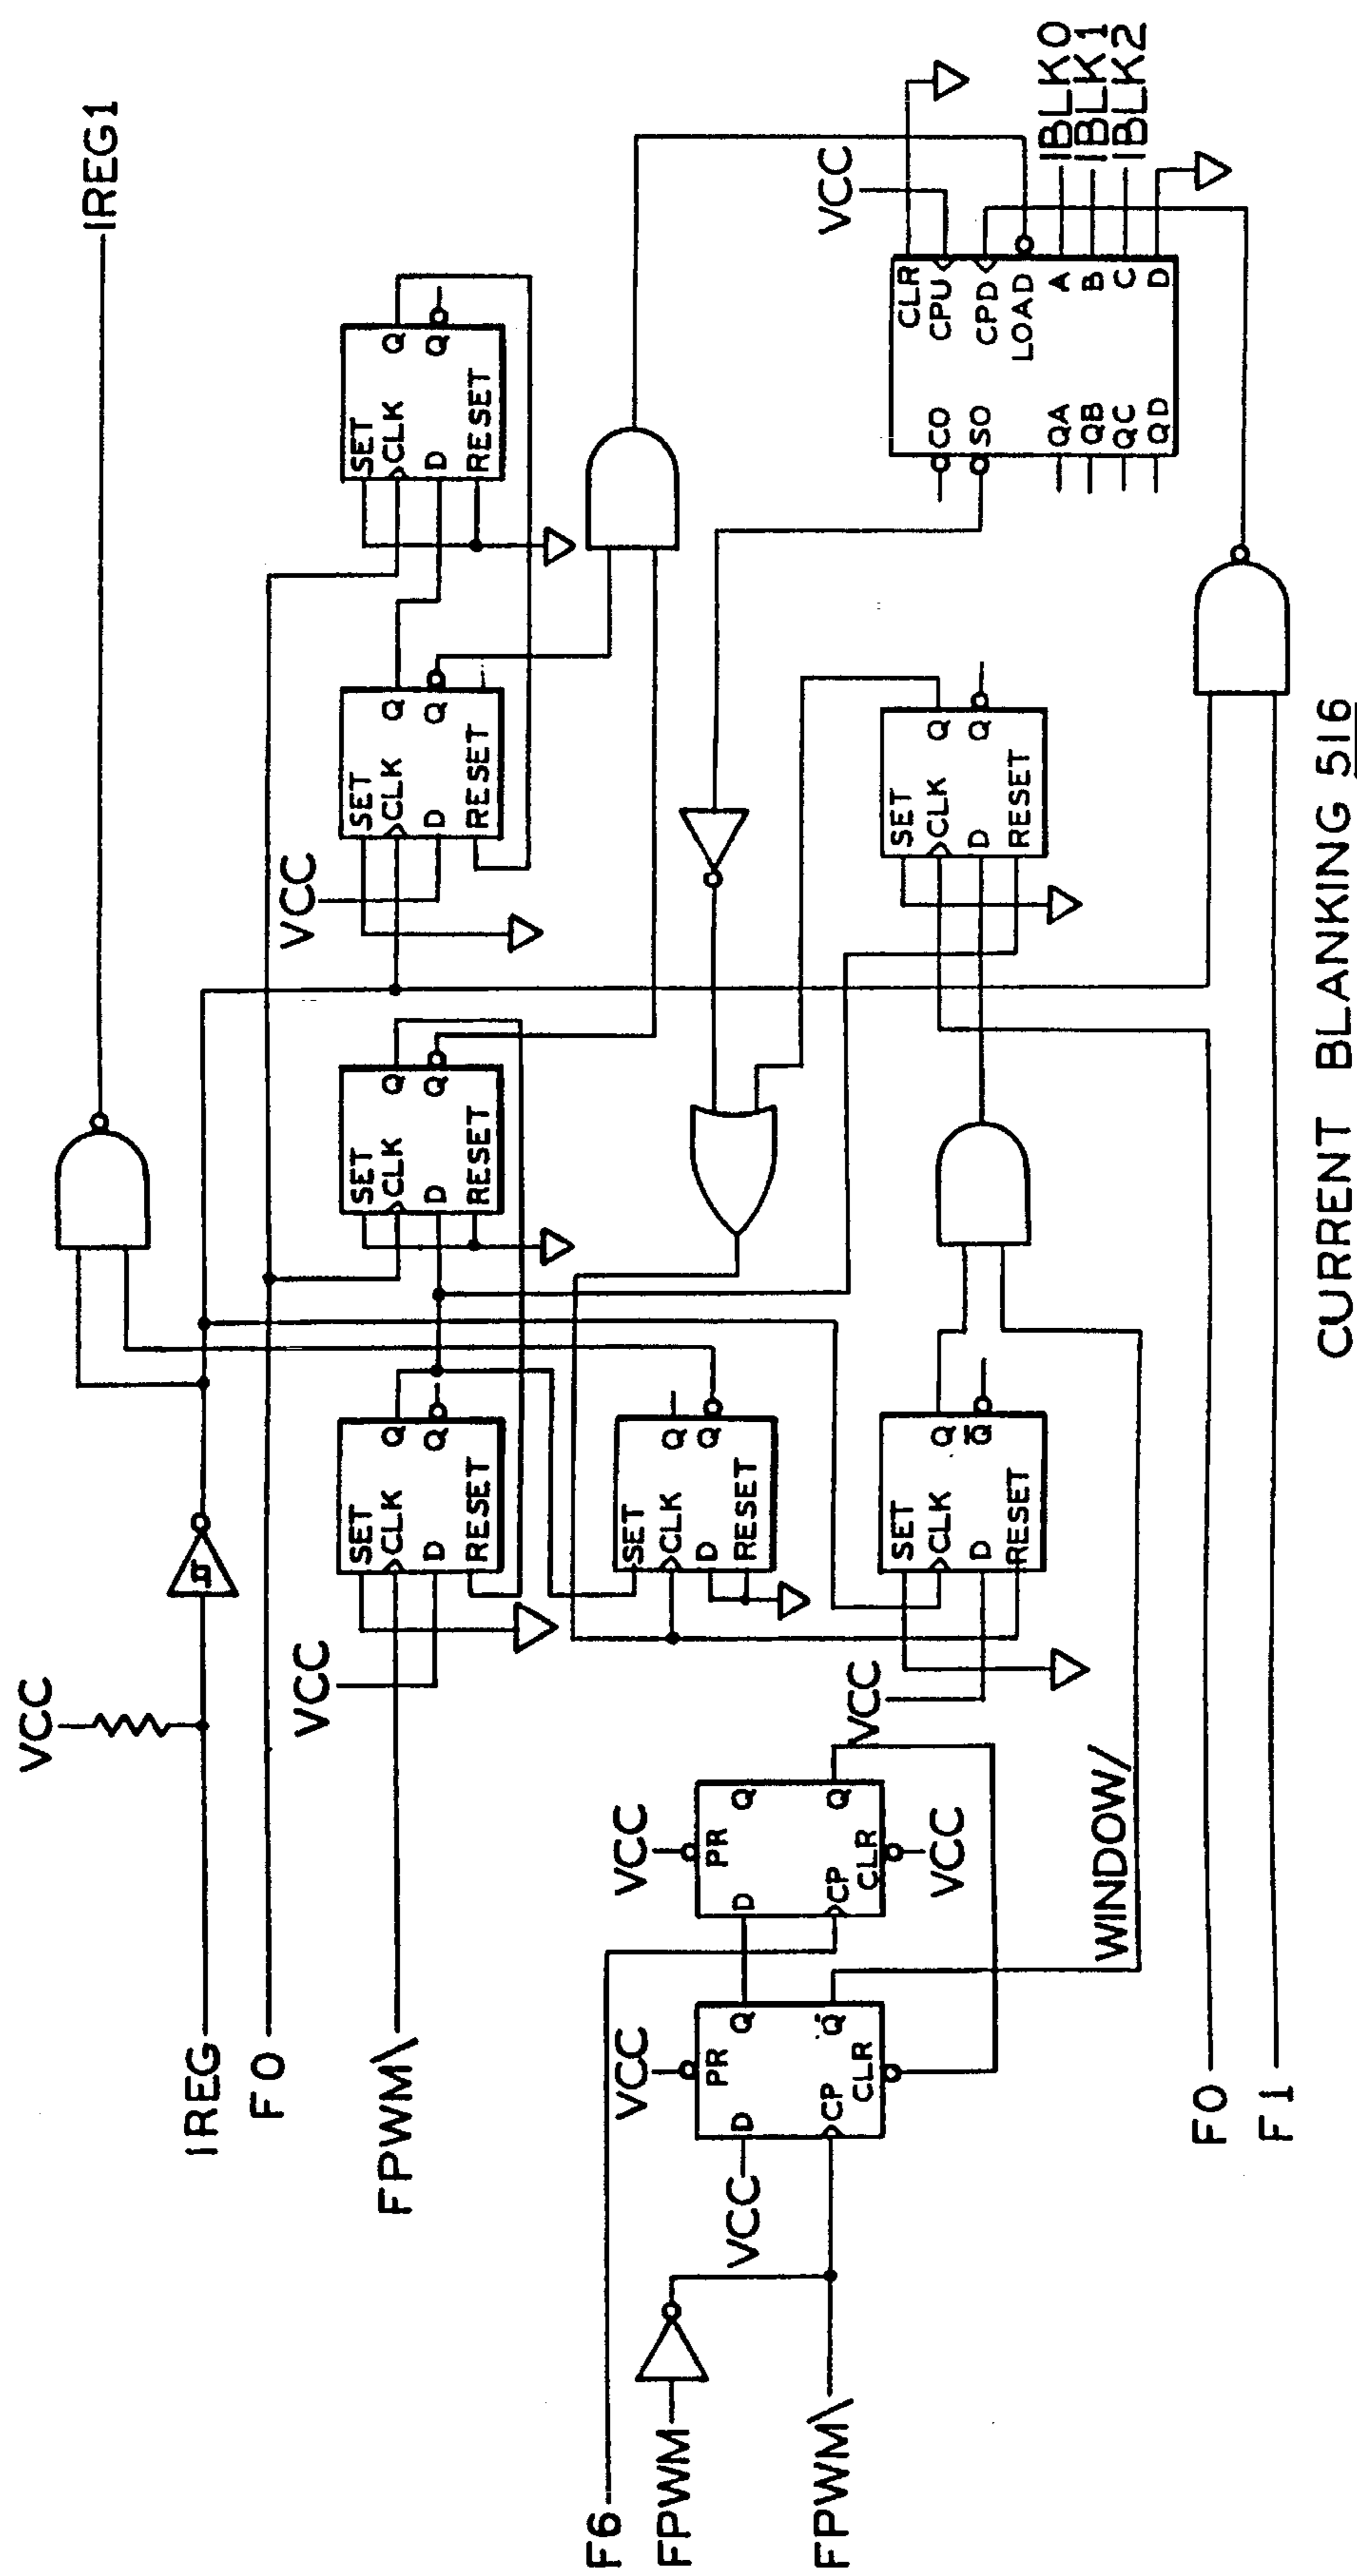 VCC
IREG1
IREG
F0
FPWM\
VCC
SET
CLK
D
RESET
Q
Q
SET
CLK
D
RESET
Q
Q
VCC
SET
CLK
D
RESET
Q
Q
SET
CLK
D
RESET
Q
Q
F6
FPWM
FPWM\
VCC
VCC
D
PR
CP
CLR
Q
Q̅
VCC
D
PR
CP
CLR
Q
Q
VCC
SET
CLK
D
RESET
Q
Q
VCC
SET
CLK
D
RESET
Q
Q̅
SET
CLK
D
RESET
Q
Q
VCC
CO
SO
QA
QB
QC
QD
CLR
CPU
CPD
LOAD
A
B
C
D
IBLK0
IBLK1
IBLK2
WINDOW/
F0
F1
CURRENT BLANKING 516